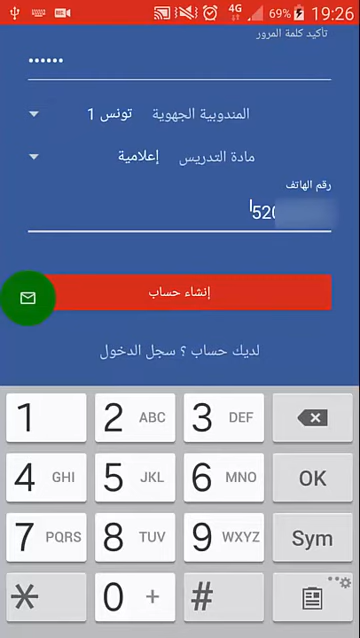 4G 69% 19:26
تأكيد كلمة المرور
••••••
المندوبية الجهوية تونس 1
مادة التدريس إعلامية
رقم الهاتف
520
إنشاء حساب
لديك حساب ؟ سجل الدخول
1 2 ABC 3 DEF
4 GHI 5 JKL 6 MNO OK
7 PQRS 8 TUV 9 WXYZ Sym
* 0 + #